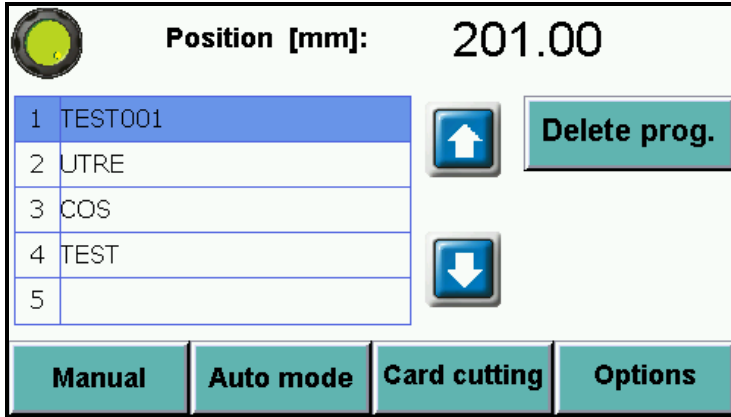 Position [mm]: 201.00
1 TEST001
Delete prog.
2 UTRE
3 COS
4 TEST
5
Manual Auto mode Card cutting Options